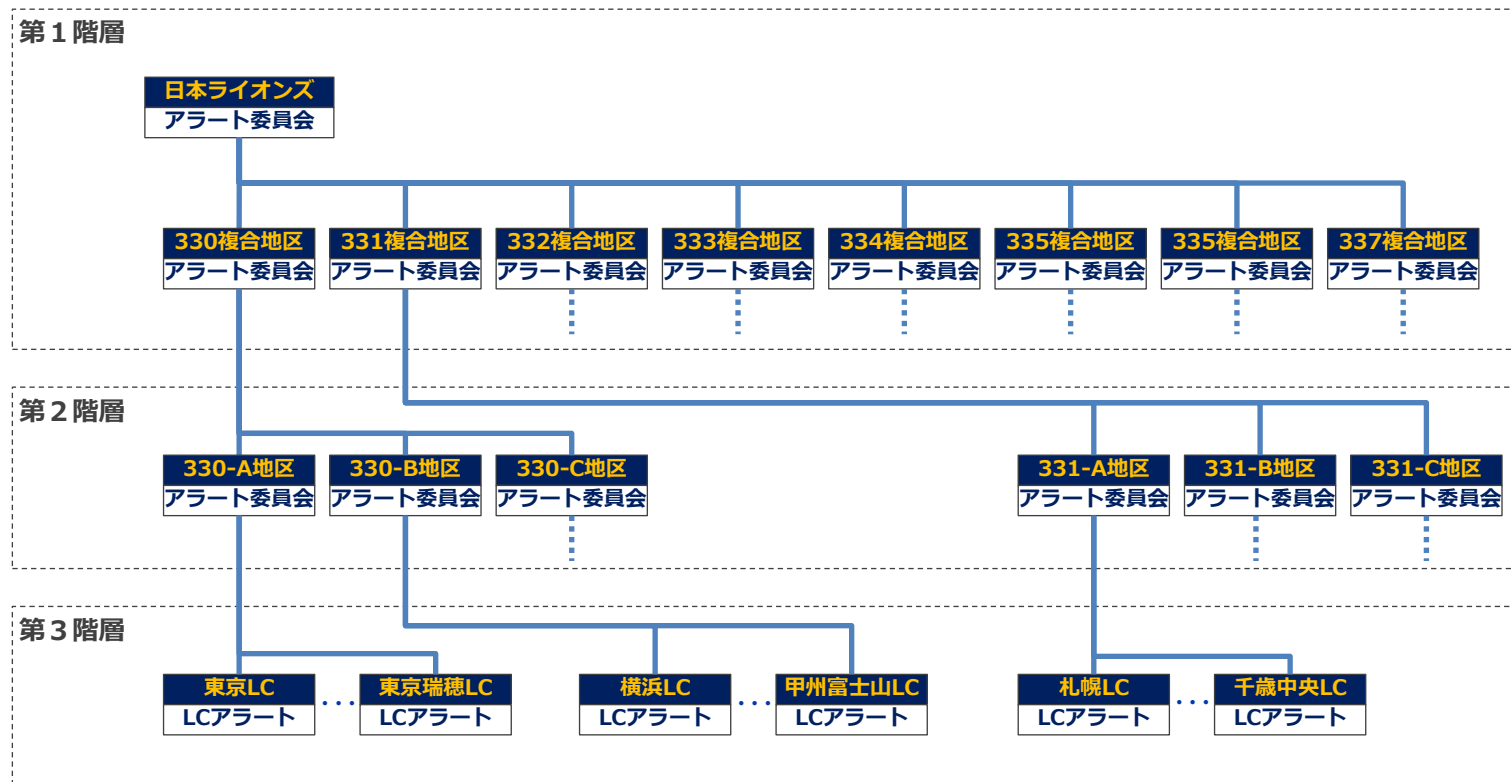 第１階層
日本ライオンズ
アラート委員会
330複合地区 331複合地区 332複合地区 333複合地区 334複合地区 335複合地区 335複合地区 337複合地区
アラート委員会 アラート委員会 アラート委員会 アラート委員会 アラート委員会 アラート委員会 アラート委員会 アラート委員会
第２階層
330-A地区 330-B地区 330-C地区 331-A地区 331-B地区 331-C地区
アラート委員会 アラート委員会 アラート委員会 アラート委員会 アラート委員会 アラート委員会
第３階層
東京LC 東京瑞穂LC 横浜LC 甲州富士山LC 札幌LC 千歳中央LC
LCアラート … LCアラート LCアラート … LCアラート LCアラート … LCアラート